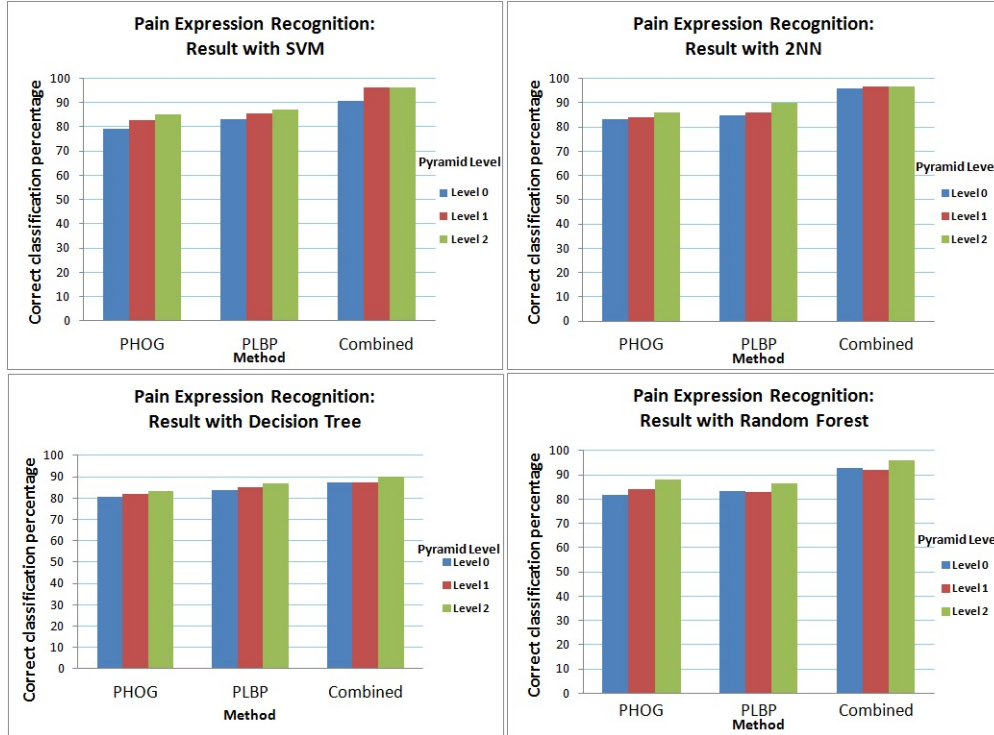 Pain Expression Recognition:
Result with SVM
Correct classification percentage
100
90
80
70
60
50
40
30
20
10
0
PHOG
PLBP
Combined
Method
Pyramid Level
Level 0
Level 1
Level 2
Pain Expression Recognition:
Result with 2NN
Correct classification percentage
100
90
80
70
60
50
40
30
20
10
0
PHOG
PLBP
Combined
Method
Pyramid Level
Level 0
Level 1
Level 2
Pain Expression Recognition:
Result with Decision Tree
Correct classification percentage
100
90
80
70
60
50
40
30
20
10
0
PHOG
PLBP
Combined
Method
Pyramid Level
Level 0
Level 1
Level 2
Pain Expression Recognition:
Result with Random Forest
Correct classification percentage
100
90
80
70
60
50
40
30
20
10
0
PHOG
PLBP
Combined
Method
Pyramid Level
Level 0
Level 1
Level 2